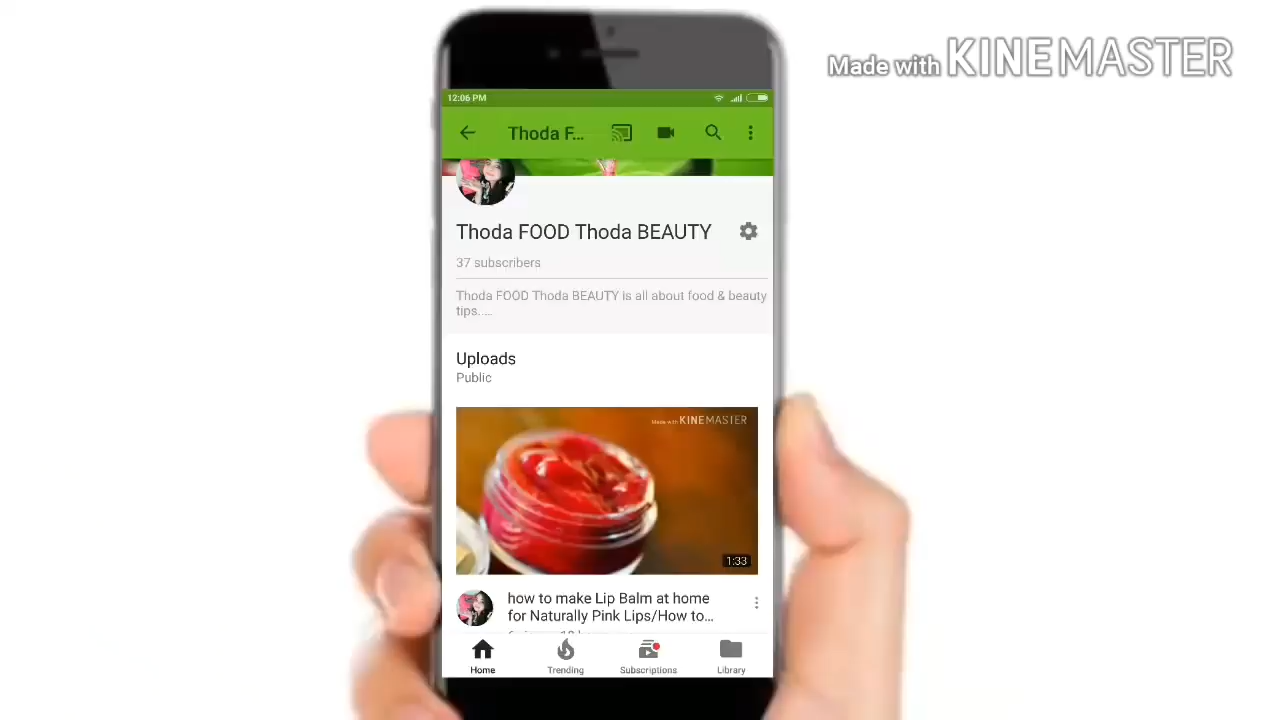 Made with KINEMASTER
12:06 PM
Thoda F...
Thoda FOOD Thoda BEAUTY
37 subscribers
Thoda FOOD Thoda BEAUTY is all about food & beauty
tips....
Uploads
Public
Made with KINEMASTER
1:33
how to make Lip Balm at home
for Naturally Pink Lips/How to...
Home
Trending
Subscriptions
Library